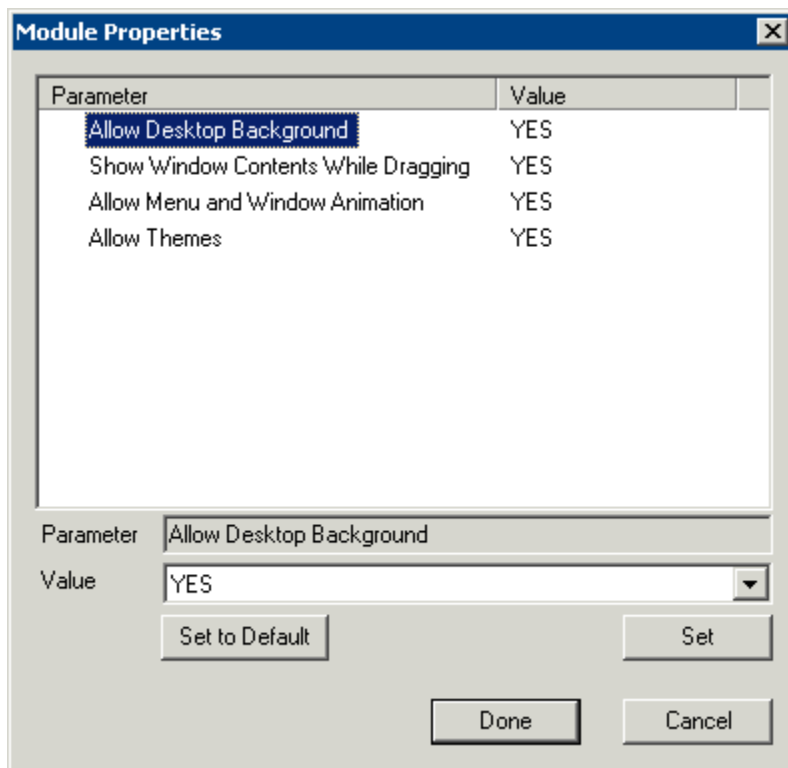 Module Properties
Parameter Value
Allow Desktop Background YES
Show Window Contents While Dragging YES
Allow Menu and Window Animation YES
Allow Themes YES
Parameter Allow Desktop Background
Value YES
Set to Default Set
Done Cancel